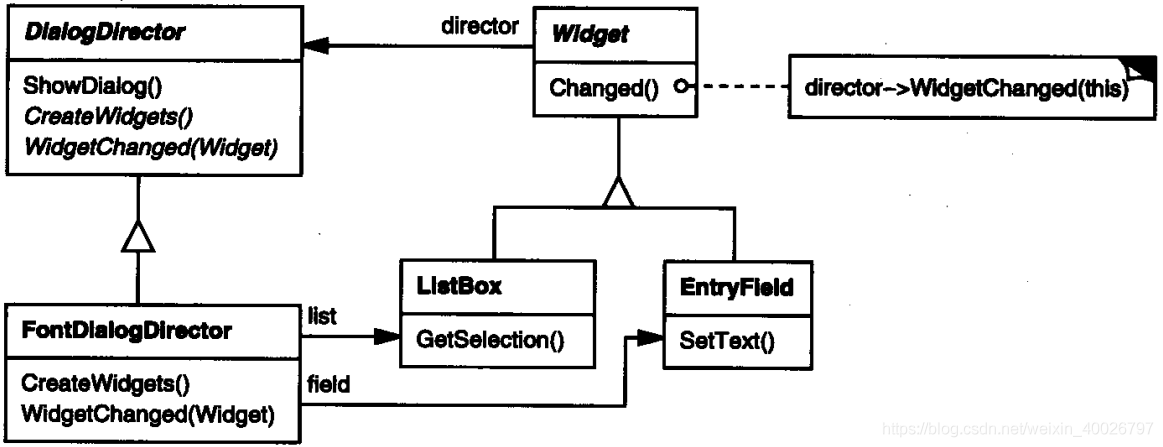 DialogDirector
ShowDialog()
CreateWidgets()
WidgetChanged(Widget)
director
Widget
Changed()
director->WidgetChanged(this)
FontDialogDirector
CreateWidgets()
WidgetChanged(Widget)
list
field
ListBox
GetSelection()
EntryField
SetText()
https://blog.csdn.net/weixin_40026797